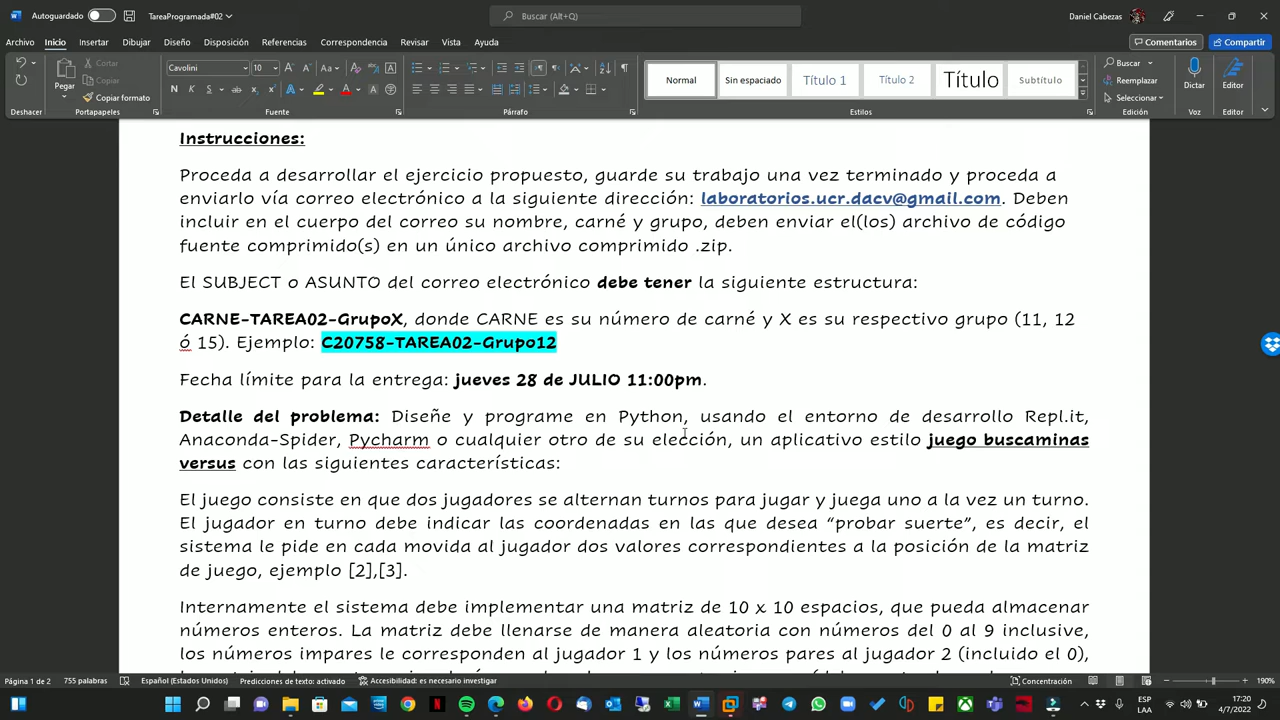 Autoguardado
TareaProgramada#02
Buscar (Alt+Q)
Daniel Cabezas
Archivo Inicio Insertar Dibujar Diseño Disposición Referencias Correspondencia Revisar Vista Ayuda
Comentarios Compartir
Pegar
Cortar
Copiar
Copiar formato
Cavolini 10
Normal
Sin espaciado
Título 1
Título 2
Título
Subtítulo
Buscar
Reemplazar
Seleccionar
Dictar
Editor
Deshacer Portapapeles Fuente Párrafo Estilos Edición Voz Editor
Instrucciones:
Proceda a desarrollar el ejercicio propuesto, guarde su trabajo una vez terminado y proceda a
enviarlo vía correo electrónico a la siguiente dirección: laboratorios.ucr.dacv@gmail.com. Deben
incluir en el cuerpo del correo su nombre, carné y grupo, deben enviar el(los) archivo de código
fuente comprimido(s) en un único archivo comprimido .zip.
El SUBJECT o ASUNTO del correo electrónico debe tener la siguiente estructura:
CARNE-TAREA02-GrupoX, donde CARNE es su número de carné y X es su respectivo grupo (11, 12
ó 15). Ejemplo: C20758-TAREA02-Grupo12
Fecha límite para la entrega: jueves 28 de JULIO 11:00pm.
Detalle del problema: Diseñe y programe en Python, usando el entorno de desarrollo Repl.it,
Anaconda-Spider, Pycharm o cualquier otro de su elección, un aplicativo estilo juego buscaminas
versus con las siguientes características:
El juego consiste en que dos jugadores se alternan turnos para jugar y juega uno a la vez un turno.
El jugador en turno debe indicar las coordenadas en las que desea “probar suerte”, es decir, el
sistema le pide en cada movida al jugador dos valores correspondientes a la posición de la matriz
de juego, ejemplo [2],[3].
Internamente el sistema debe implementar una matriz de 10 x 10 espacios, que pueda almacenar
números enteros. La matriz debe llenarse de manera aleatoria con números del 0 al 9 inclusive,
los números impares le corresponden al jugador 1 y los números pares al jugador 2 (incluido el 0),
Página 1 de 2 755 palabras Español (Estados Unidos) Predicciones de texto: activado Accesibilidad: es necesario investigar Concentración 190%
ESP 17:20
LAA 4/7/2022